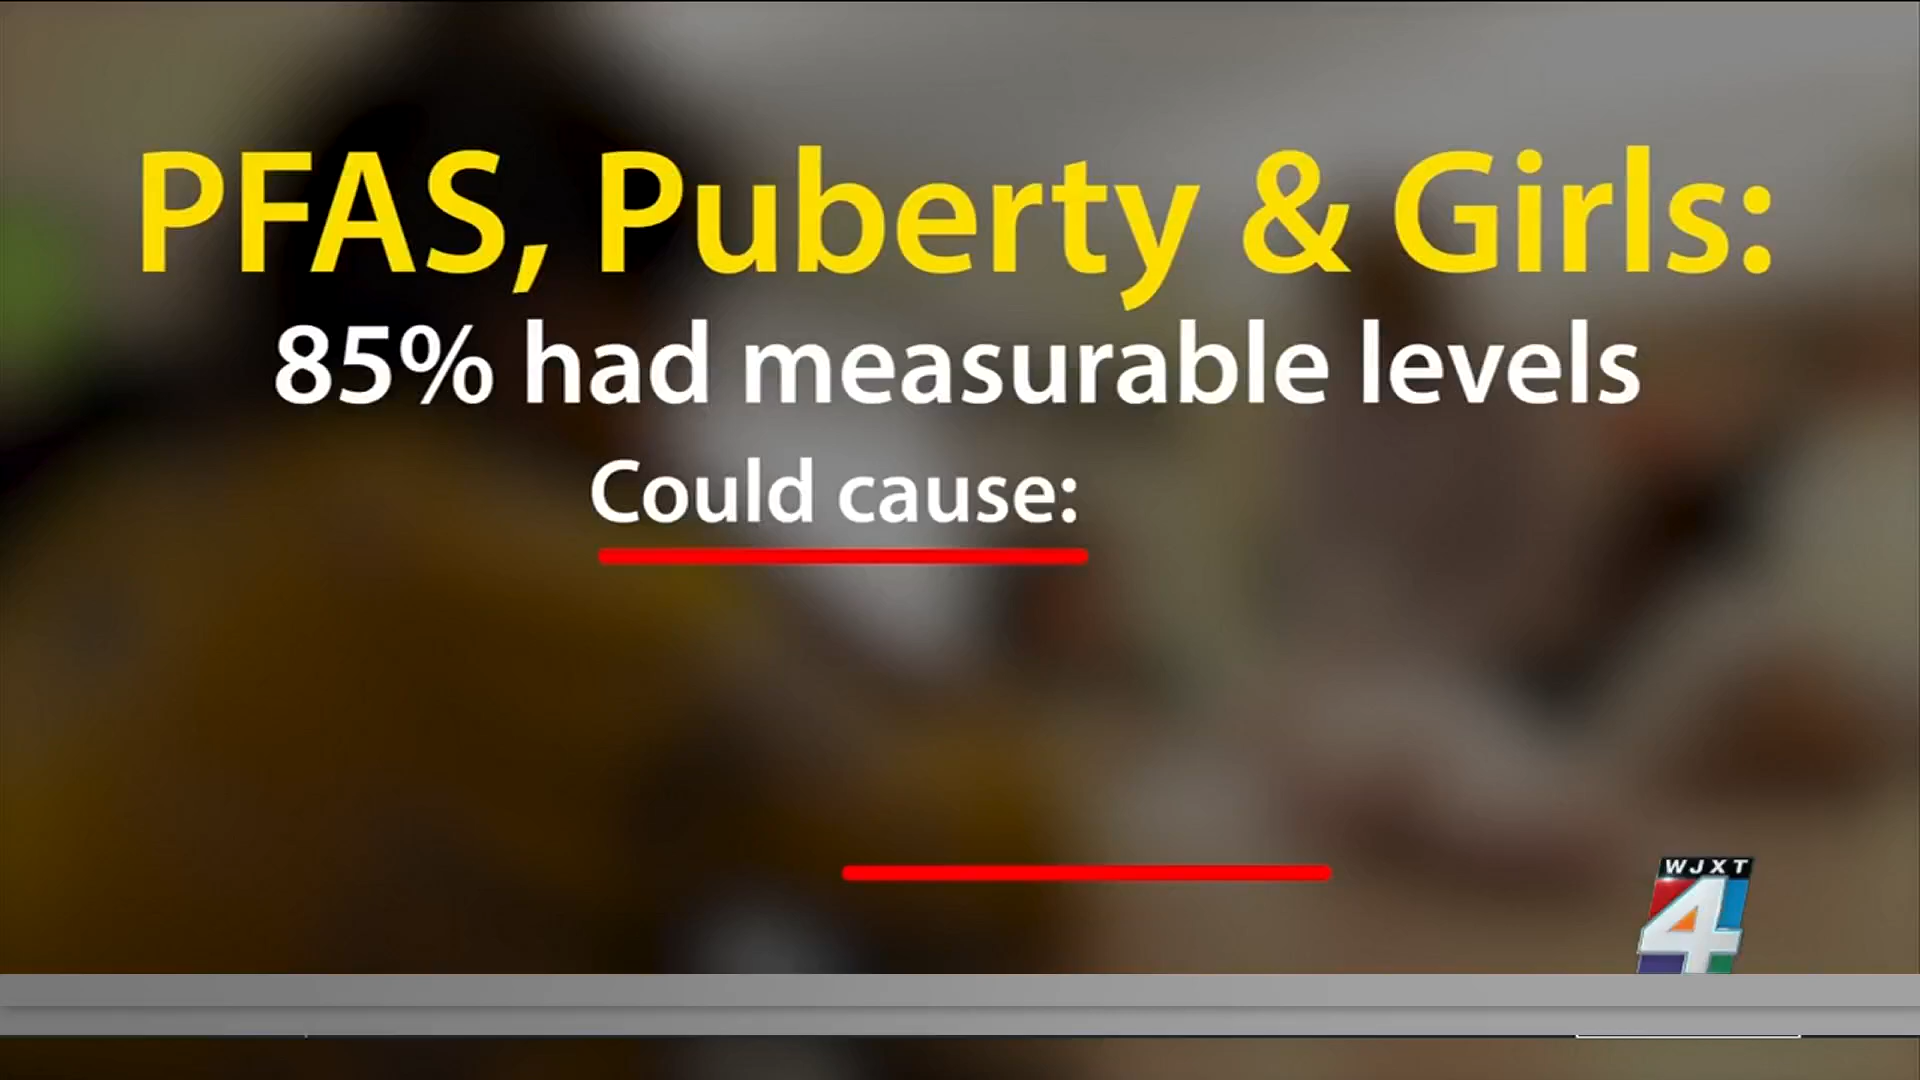 PFAS, Puberty & Girls:
85% had measurable levels
Could cause:
WJXT
4